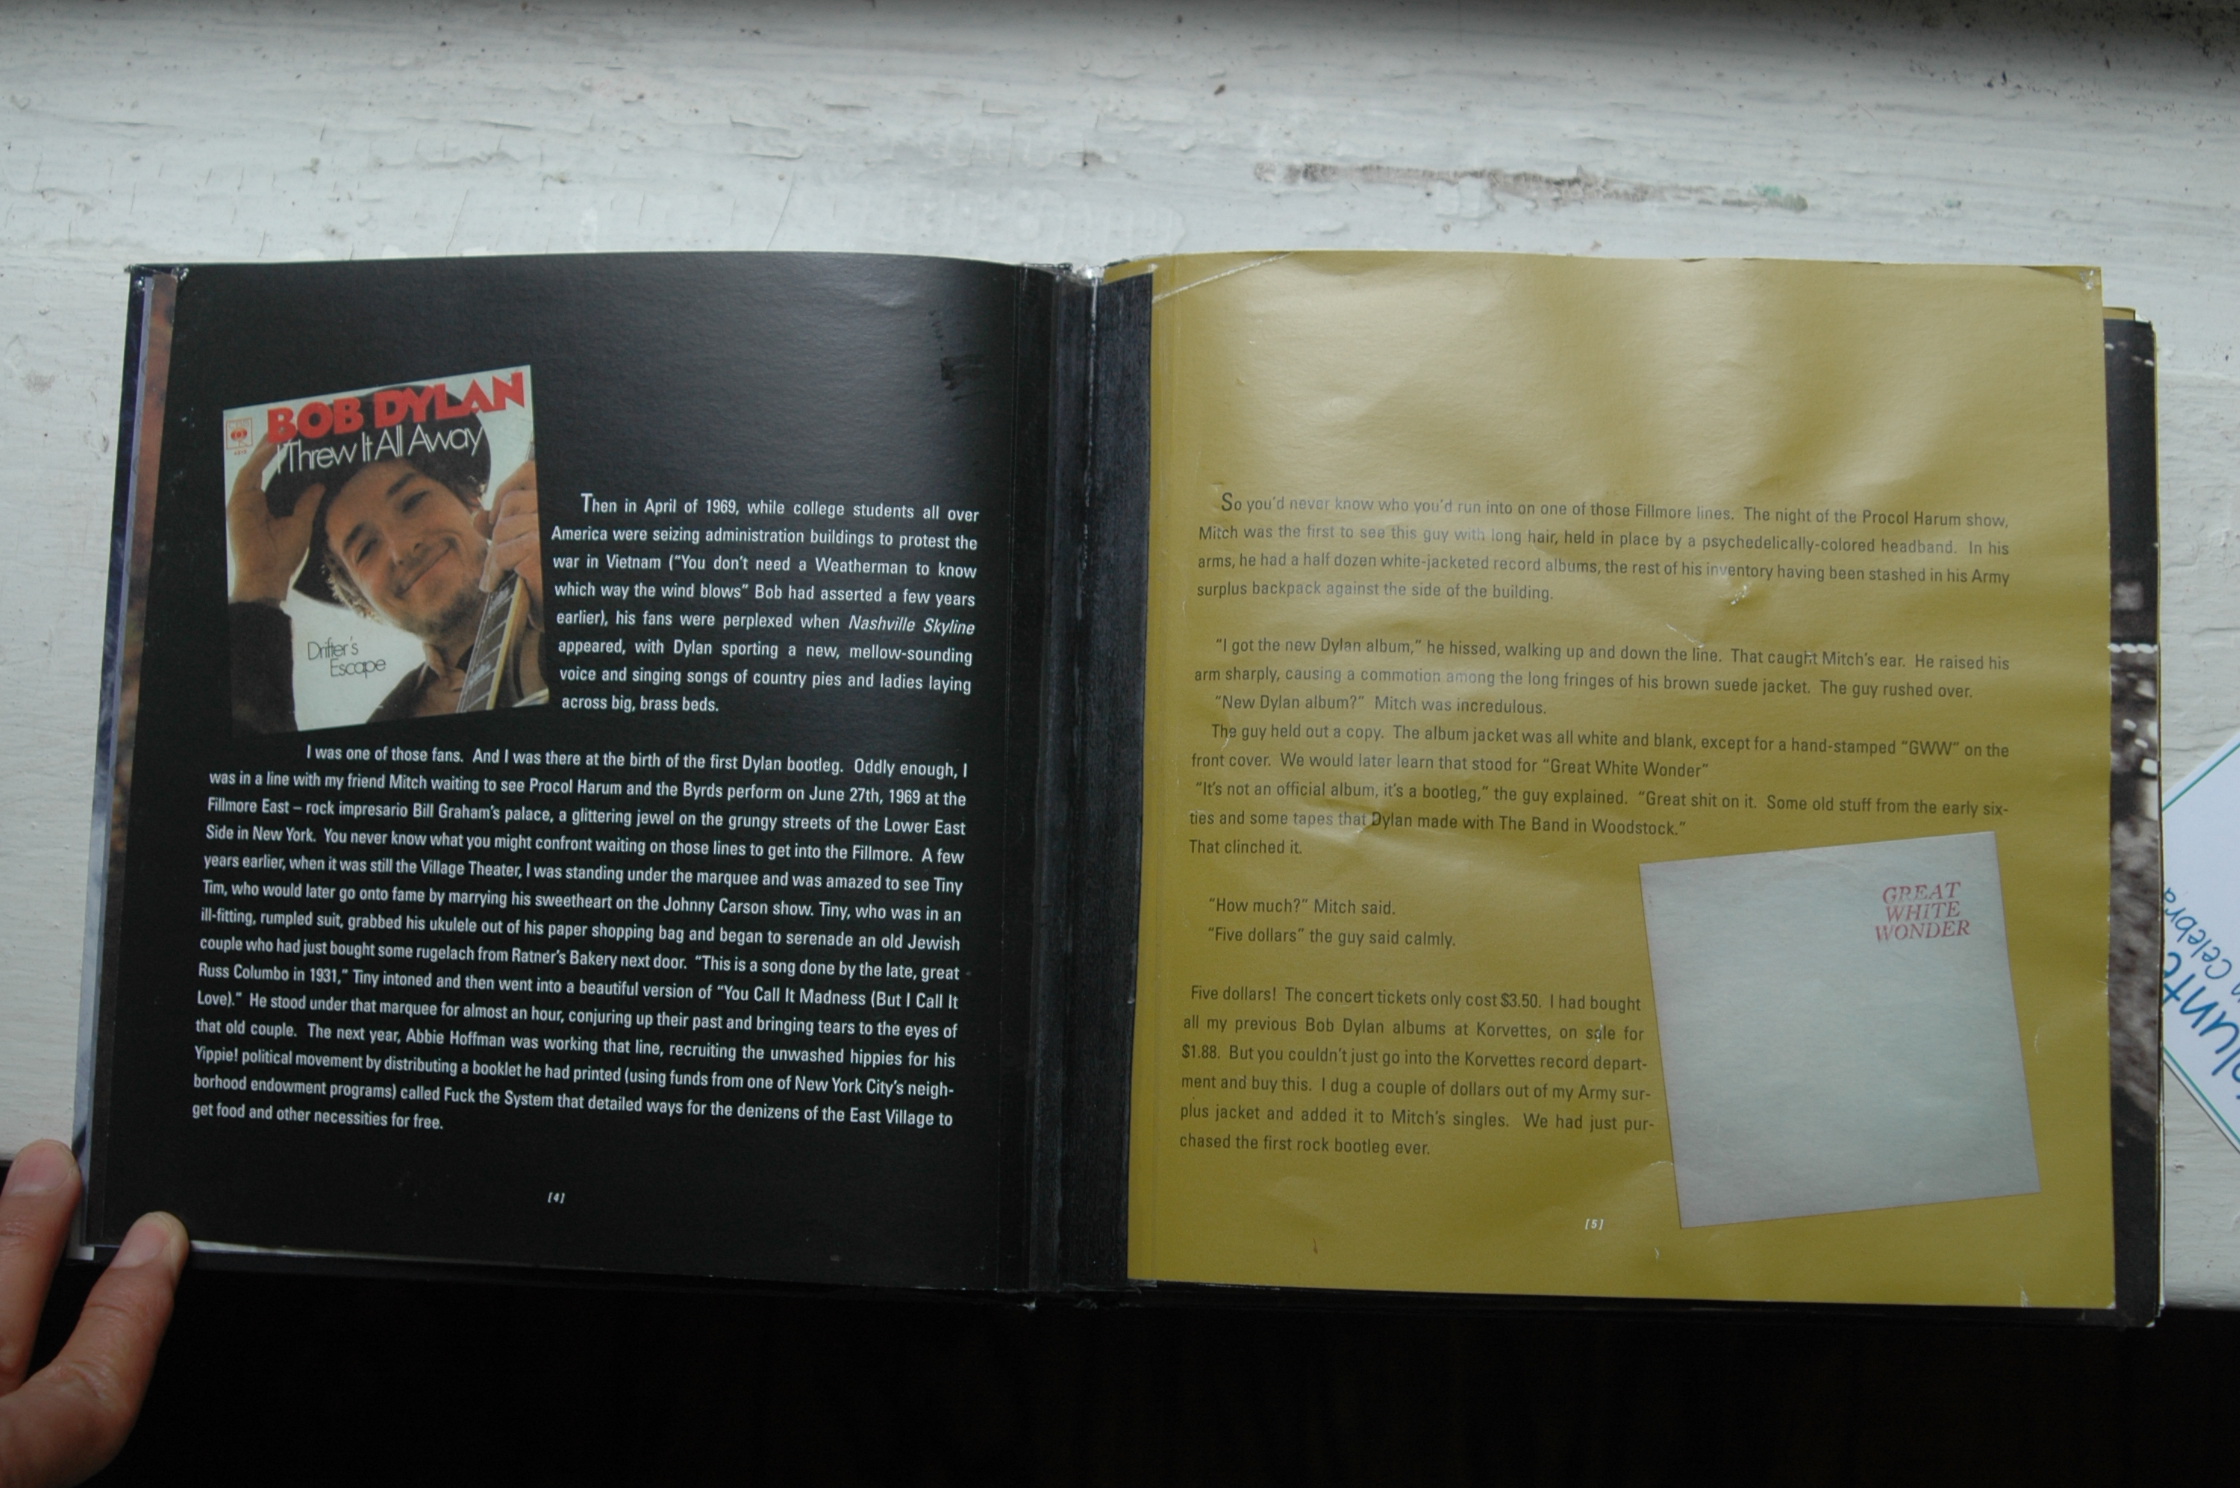 BOB DYLAN
I Threw It All Away
Drifter's
Escape
Then in April of 1969, while college students all over
America were seizing administration buildings to protest the
war in Vietnam ("You don't need a Weatherman to know
which way the wind blows" Bob had asserted a few years
earlier), his fans were perplexed when Nashville Skyline
appeared, with Dylan sporting a new, mellow-sounding
voice and singing songs of country pies and ladies laying
across big, brass beds.
I was one of those fans. And I was there at the birth of the first Dylan bootleg. Oddly enough, I
was in a line with my friend Mitch waiting to see Procol Harum and the Byrds perform on June 27th, 1969 at the
Fillmore East – rock impresario Bill Graham's palace, a glittering jewel on the grungy streets of the Lower East
Side in New York. You never know what you might confront waiting on those lines to get into the Fillmore. A few
years earlier, when it was still the Village Theater, I was standing under the marquee and was amazed to see Tiny
Tim, who would later go onto fame by marrying his sweetheart on the Johnny Carson show. Tiny, who was in an
ill-fitting, rumpled suit, grabbed his ukulele out of his paper shopping bag and began to serenade an old Jewish
couple who had just bought some rugelach from Ratner's Bakery next door. "This is a song done by the late, great
Russ Columbo in 1931," Tiny intoned and then went into a beautiful version of "You Call It Madness (But I Call It
Love)." He stood under that marquee for almost an hour, conjuring up their past and bringing tears to the eyes of
that old couple. The next year, Abbie Hoffman was working that line, recruiting the unwashed hippies for his
Yippie! political movement by distributing a booklet he had printed (using funds from one of New York City's neigh-
borhood endowment programs) called Fuck the System that detailed ways for the denizens of the East Village to
get food and other necessities for free.
[4]
So you'd never know who you'd run into on one of those Fillmore lines. The night of the Procol Harum show,
Mitch was the first to see this guy with long hair, held in place by a psychedelically-colored headband. In his
arms, he had a half dozen white-jacketed record albums, the rest of his inventory having been stashed in his Army
surplus backpack against the side of the building.
"I got the new Dylan album," he hissed, walking up and down the line. That caught Mitch's ear. He raised his
arm sharply, causing a commotion among the long fringes of his brown suede jacket. The guy rushed over.
"New Dylan album?" Mitch was incredulous.
The guy held out a copy. The album jacket was all white and blank, except for a hand-stamped "GWW" on the
front cover. We would later learn that stood for "Great White Wonder"
"It's not an official album, it's a bootleg," the guy explained. "Great shit on it. Some old stuff from the early six-
ties and some tapes that Dylan made with The Band in Woodstock."
That clinched it.
"How much?" Mitch said.
"Five dollars" the guy said calmly.
Five dollars! The concert tickets only cost $3.50. I had bought
all my previous Bob Dylan albums at Korvettes, on sale for
$1.88. But you couldn't just go into the Korvettes record depart-
ment and buy this. I dug a couple of dollars out of my Army sur-
plus jacket and added it to Mitch's singles. We had just pur-
chased the first rock bootleg ever.
GREAT
WHITE
WONDER
[5]
Celebra